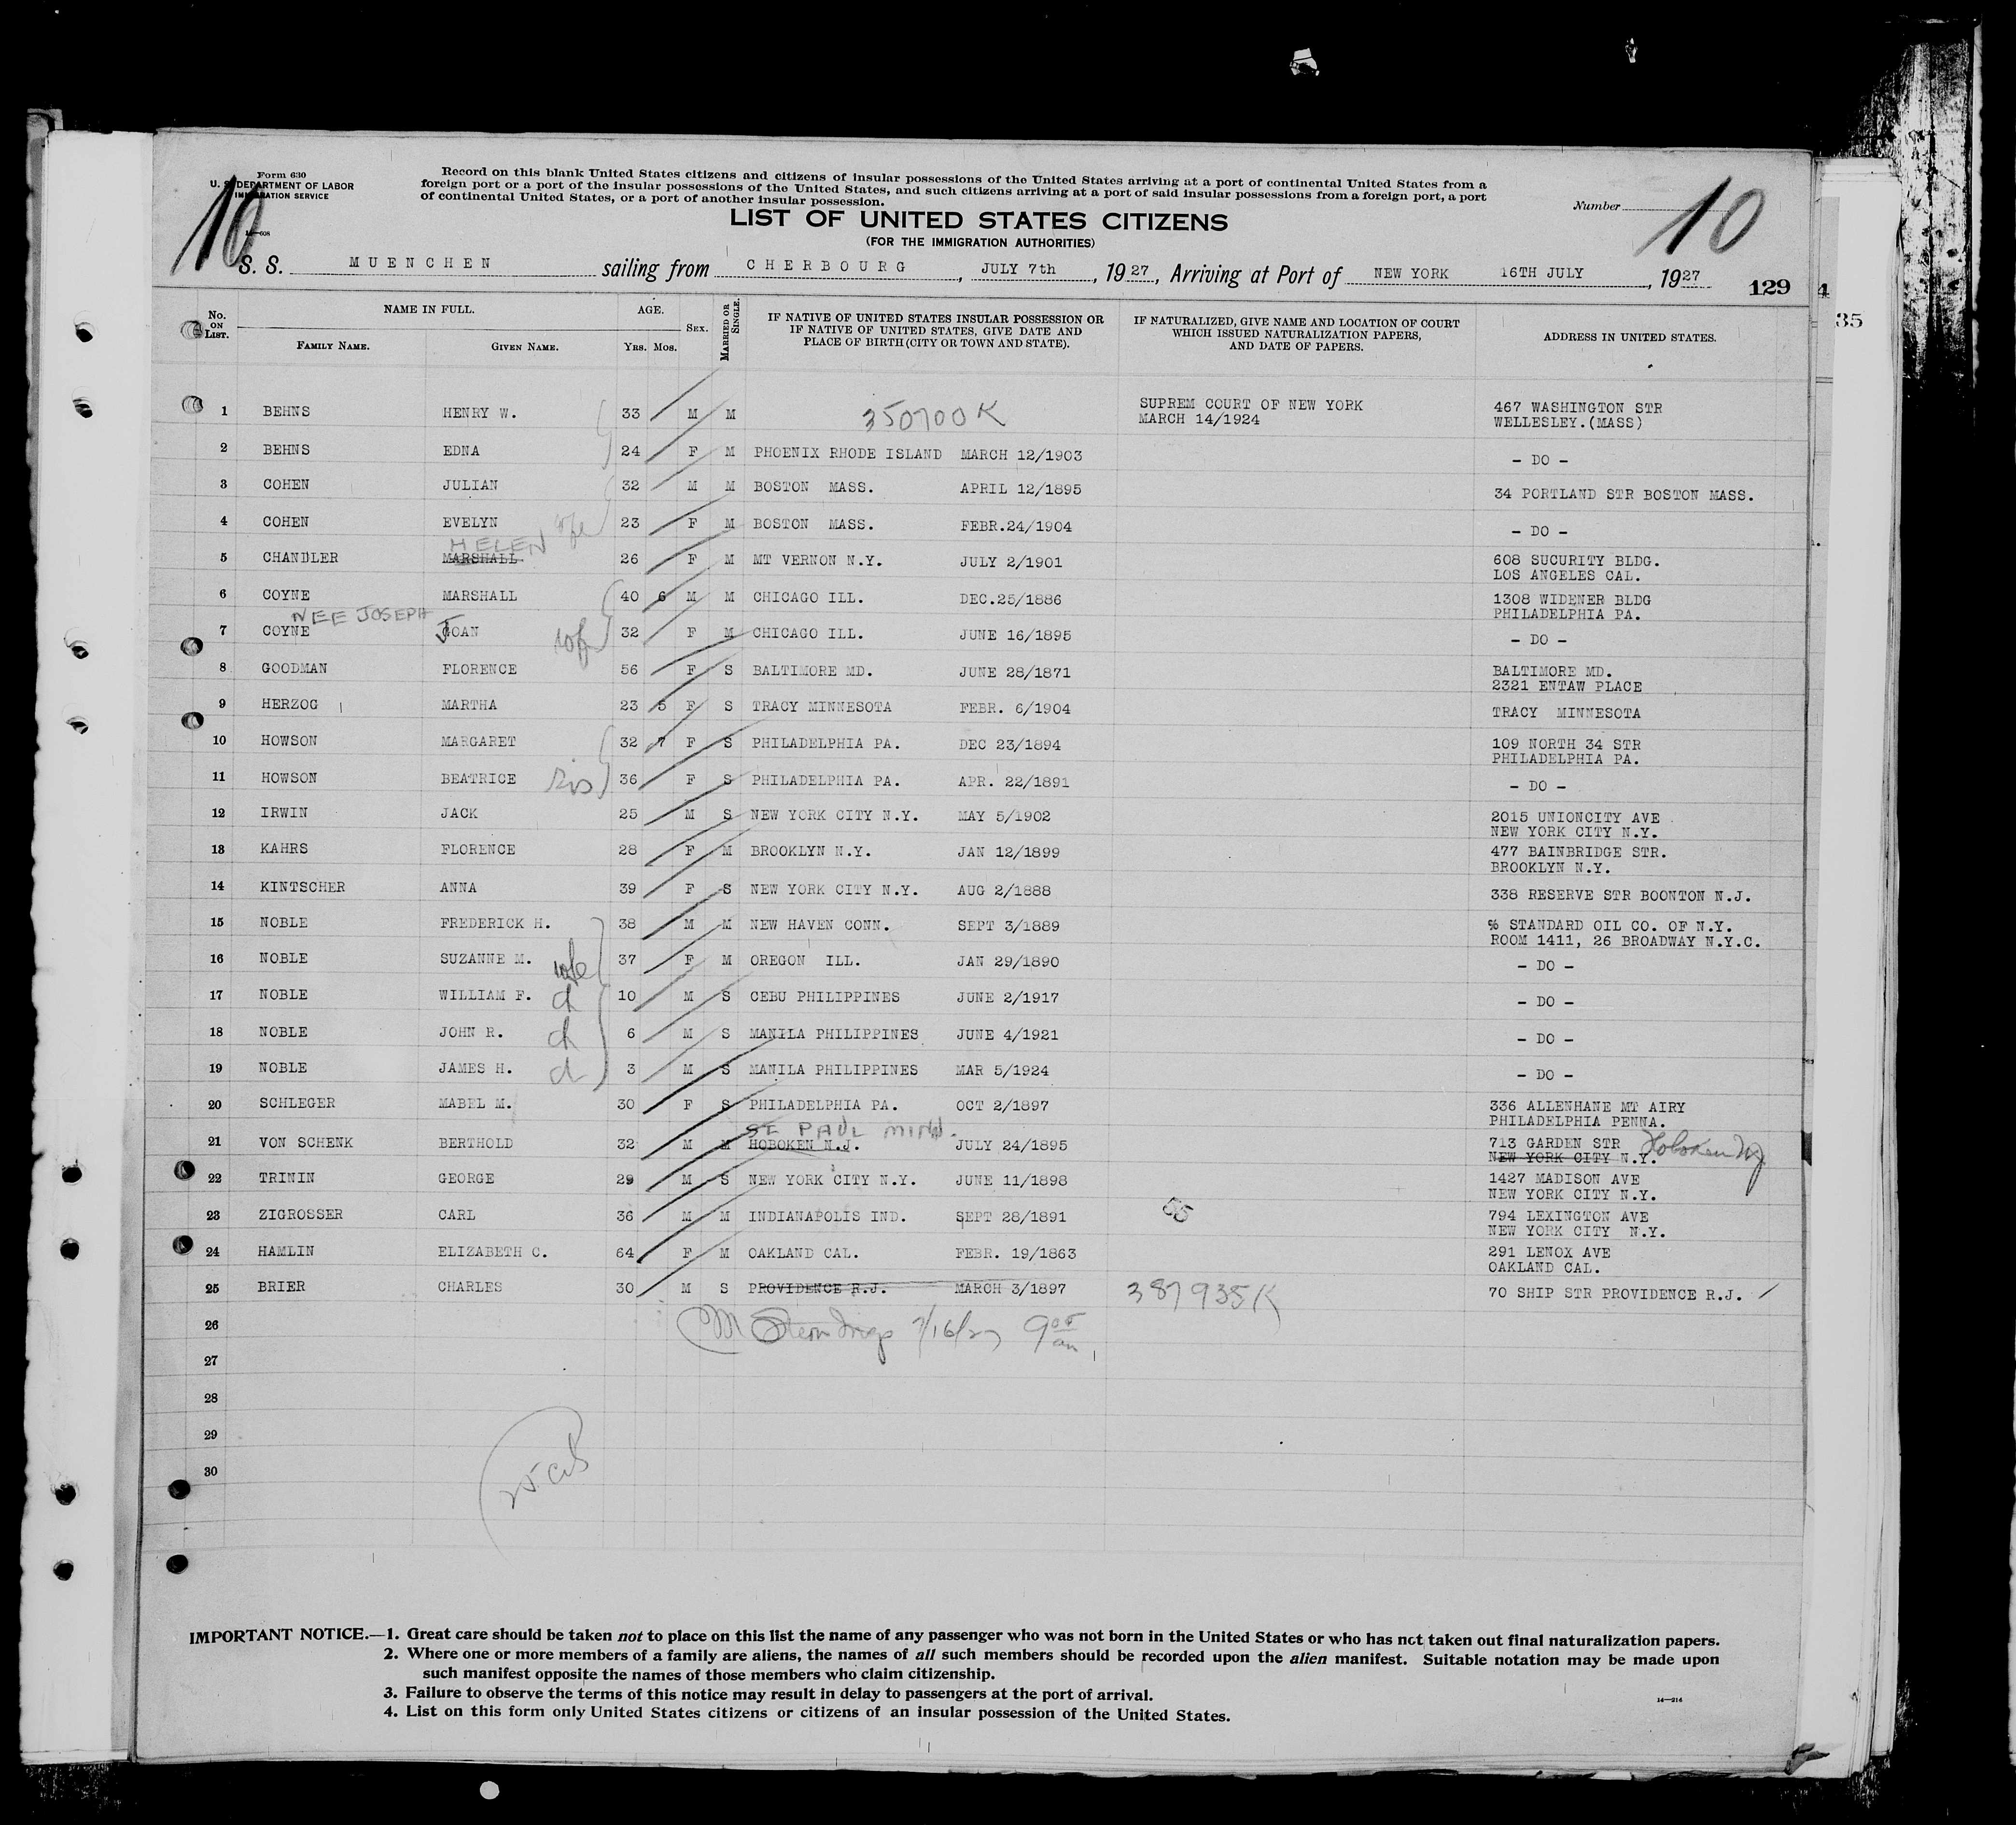 Form 630
U. S. DEPARTMENT OF LABOR
IMMIGRATION SERVICE
10
Record on this blank United States citizens and citizens of insular possessions of the United States arriving at a port of continental United States from a
foreign port or a port of the insular possessions of the United States, and such citizens arriving at a port of said insular possessions from a foreign port, a port
of continental United States, or a port of another insular possession.
Number 10
LIST OF UNITED STATES CITIZENS
(FOR THE IMMIGRATION AUTHORITIES)
S. S. MUENCHEN sailing from CHERBOURG, JULY 7th, 1927, Arriving at Port of NEW YORK 16TH JULY, 1927
129
4
35
No. ON LIST. NAME IN FULL. FAMILY NAME. GIVEN NAME. AGE. YRS. MOS. SEX. MARRIED OR SINGLE. IF NATIVE OF UNITED STATES INSULAR POSSESSION OR IF NATIVE OF UNITED STATES, GIVE DATE AND PLACE OF BIRTH (CITY OR TOWN AND STATE). IF NATURALIZED, GIVE NAME AND LOCATION OF COURT WHICH ISSUED NATURALIZATION PAPERS, AND DATE OF PAPERS. ADDRESS IN UNITED STATES.
1 BEHNS HENRY W. 33 M M 350700 K SUPREM COURT OF NEW YORK MARCH 14/1924 467 WASHINGTON STR WELLESLEY.(MASS)
2 BEHNS EDNA 24 F M PHOENIX RHODE ISLAND MARCH 12/1903 - DO -
3 COHEN JULIAN 32 M M BOSTON MASS. APRIL 12/1895 34 PORTLAND STR BOSTON MASS.
4 COHEN EVELYN wfe 23 F M BOSTON MASS. FEBR.24/1904 - DO -
HELEN
5 CHANDLER MARSHALL 26 F M MT VERNON N.Y. JULY 2/1901 608 SUCURITY BLDG. LOS ANGELES CAL.
6 COYNE MARSHALL 40 6 M M CHICAGO ILL. DEC.25/1886 1308 WIDENER BLDG PHILADELPHIA PA.
NEE JOSEPH J
7 COYNE GOAN wfe 32 F M CHICAGO ILL. JUNE 16/1895 - DO -
8 GOODMAN FLORENCE 56 F S BALTIMORE MD. JUNE 28/1871 BALTIMORE MD. 2321 ENTAW PLACE
9 HERZOG MARTHA 23 5 F S TRACY MINNESOTA FEBR. 6/1904 TRACY MINNESOTA
10 HOWSON MARGARET 32 7 F S PHILADELPHIA PA. DEC 23/1894 109 NORTH 34 STR PHILADELPHIA PA.
11 HOWSON BEATRICE sis 36 F S PHILADELPHIA PA. APR. 22/1891 - DO -
12 IRWIN JACK 25 M S NEW YORK CITY N.Y. MAY 5/1902 2015 UNIONCITY AVE NEW YORK CITY N.Y.
13 KAHRS FLORENCE 28 F M BROOKLYN N.Y. JAN 12/1899 477 BAINBRIDGE STR. BROOKLYN N.Y.
14 KINTSCHER ANNA 39 F S NEW YORK CITY N.Y. AUG 2/1888 338 RESERVE STR BOONTON N.J.
15 NOBLE FREDERICK H. 38 M M NEW HAVEN CONN. SEPT 3/1889 % STANDARD OIL CO. OF N.Y. ROOM 1411, 26 BROADWAY N.Y.C.
16 NOBLE SUZANNE M. wfe 37 F M OREGON ILL. JAN 29/1890 - DO -
17 NOBLE WILLIAM F. ch 10 M S CEBU PHILIPPINES JUNE 2/1917 - DO -
18 NOBLE JOHN R. ch 6 M S MANILA PHILIPPINES JUNE 4/1921 - DO -
19 NOBLE JAMES H. ch 3 M S MANILA PHILIPPINES MAR 5/1924 - DO -
20 SCHLEGER MABEL M. 30 F S PHILADELPHIA PA. OCT 2/1897 336 ALLENHANE MT AIRY PHILADELPHIA PENNA.
ST PAUL MINN.
21 VON SCHENK BERTHOLD 32 M M HOBOKEN N.J. JULY 24/1895 713 GARDEN STR NEW YORK CITY N.Y. Hoboken NJ
22 TRININ GEORGE 29 M S NEW YORK CITY N.Y. JUNE 11/1898 1427 MADISON AVE NEW YORK CITY N.Y.
23 ZIGROSSER CARL 36 M M INDIANAPOLIS IND. SEPT 28/1891 794 LEXINGTON AVE NEW YORK CITY N.Y.
24 HAMLIN ELIZABETH C. 64 F M OAKLAND CAL. FEBR. 19/1863 291 LENOX AVE OAKLAND CAL.
25 BRIER CHARLES 30 M S PROVIDENCE R.J. MARCH 3/1897 387935K 70 SHIP STR PROVIDENCE R.J.
26 7/16/27 9 00 am
27
28
29
30
IMPORTANT NOTICE.—1. Great care should be taken not to place on this list the name of any passenger who was not born in the United States or who has not taken out final naturalization papers.
2. Where one or more members of a family are aliens, the names of all such members should be recorded upon the alien manifest. Suitable notation may be made upon
such manifest opposite the names of those members who claim citizenship.
3. Failure to observe the terms of this notice may result in delay to passengers at the port of arrival.
4. List on this form only United States citizens or citizens of an insular possession of the United States.
14—214